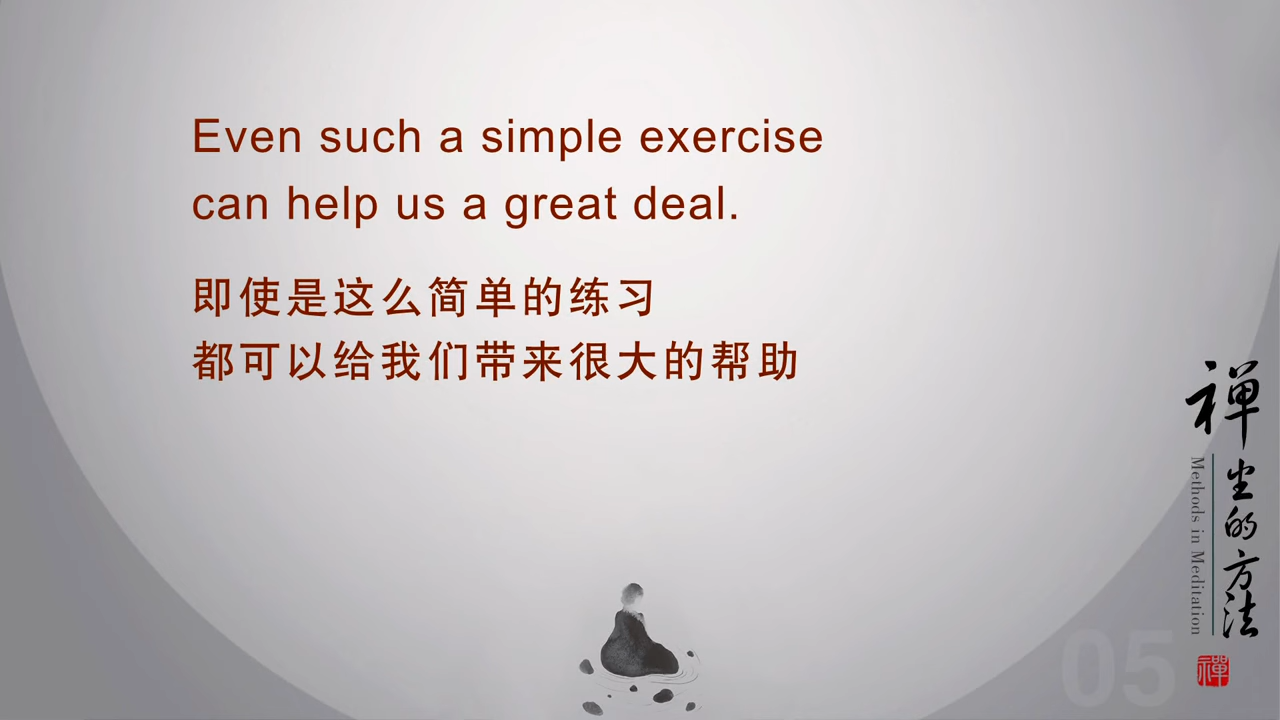 Even such a simple exercise
can help us a great deal.
即使是这么简单的练习
都可以给我们带来很大的帮助
禅坐的方法
Methods in Meditation
05
禪